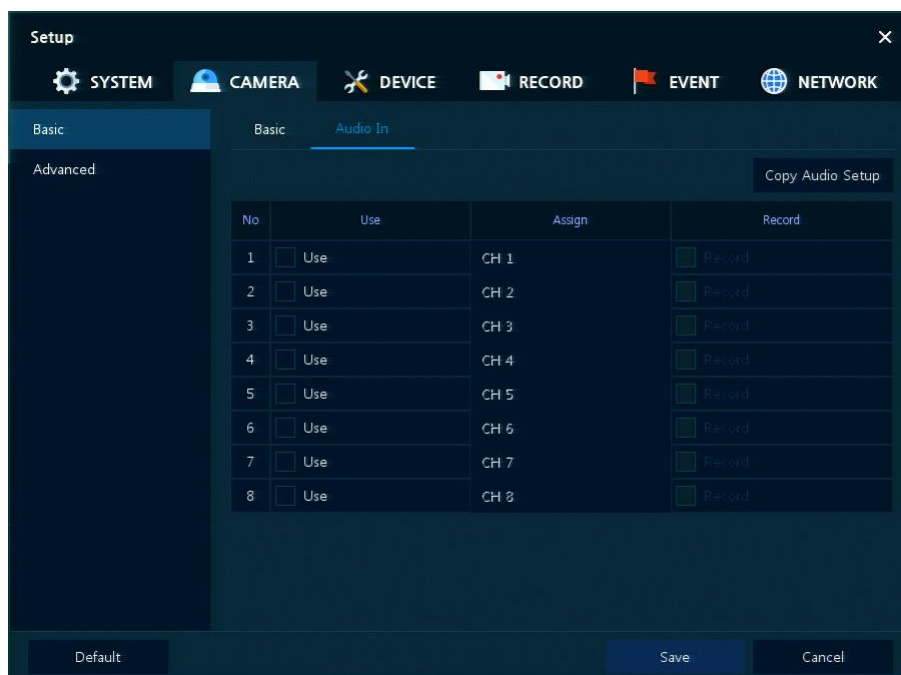 Setup
SYSTEM CAMERA DEVICE RECORD EVENT NETWORK
Basic Basic Audio In
Advanced
Copy Audio Setup
No Use Assign Record
1 Use CH 1 Record
2 Use CH 2 Record
3 Use CH 3 Record
4 Use CH 4 Record
5 Use CH 5 Record
6 Use CH 6 Record
7 Use CH 7 Record
8 Use CH 8 Record
Default Save Cancel